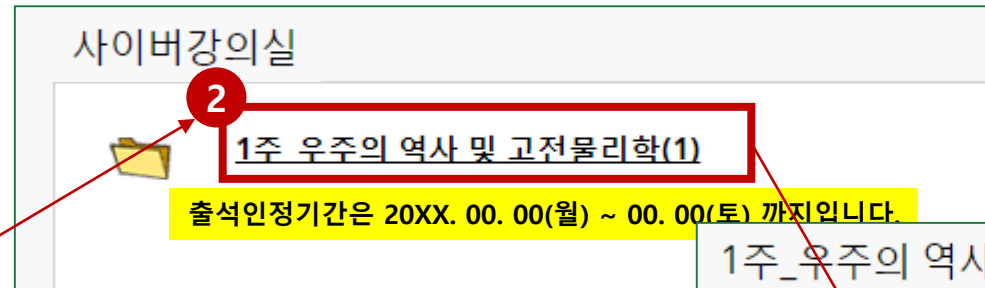 사이버강의실
2
1주 우주의 역사 및 고전물리학(1)
출석인정기간은 20XX. 00. 00(월) ~ 00. 00(토) 까지입니다.
1주_우주의 역사